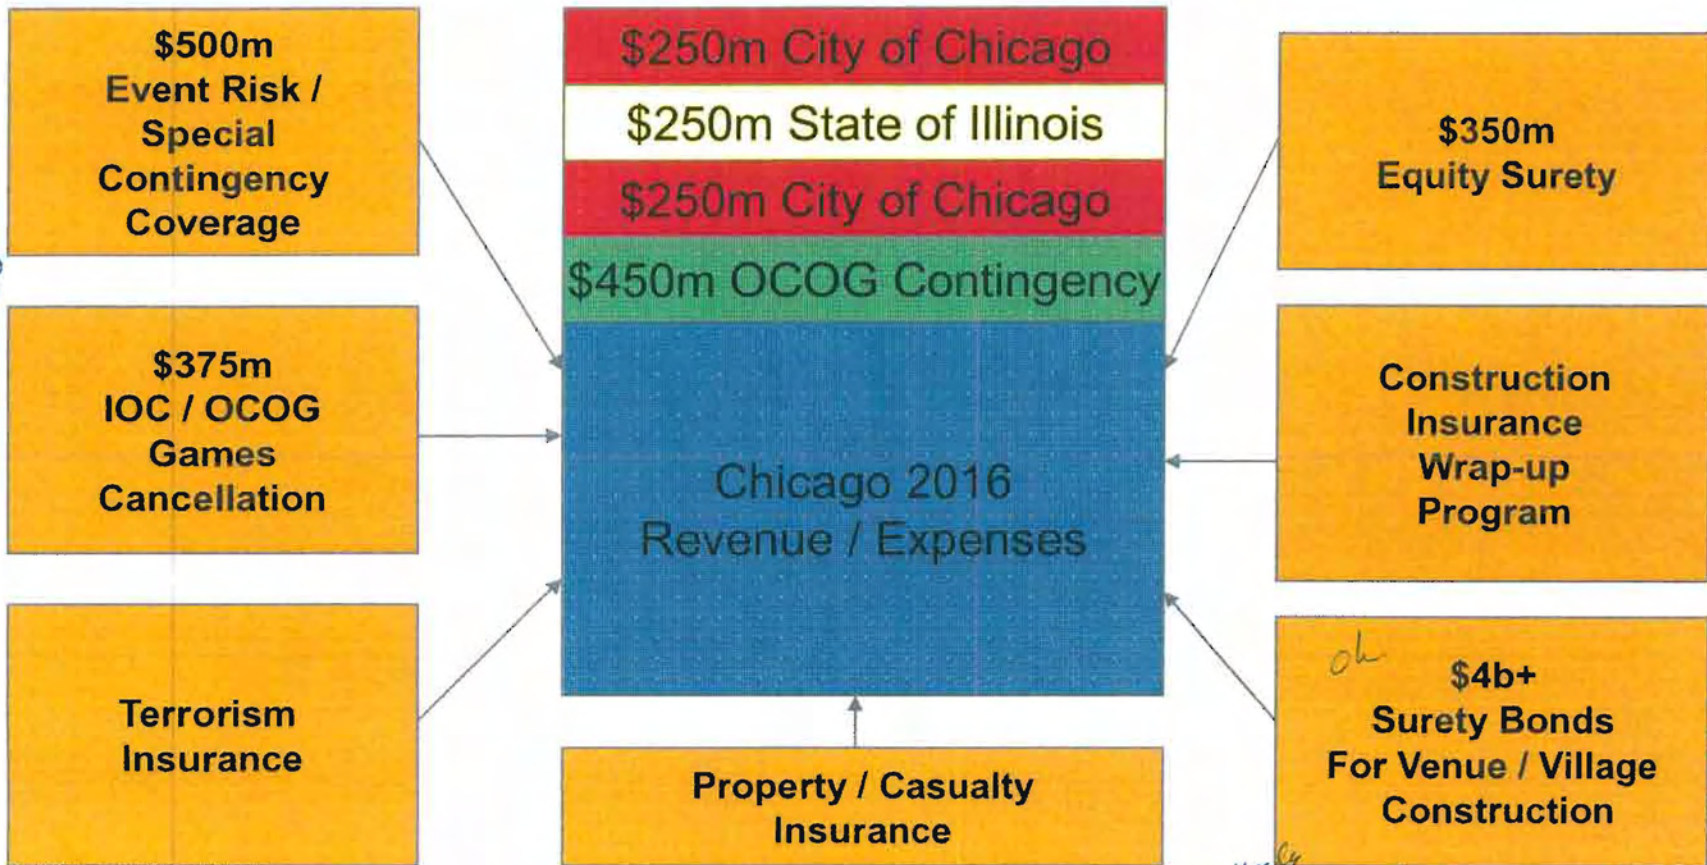 $500m
Event Risk /
Special
Contingency
Coverage
$375m
IOC / OCOG
Games
Cancellation
Terrorism
Insurance
$250m City of Chicago
$250m State of Illinois
$250m City of Chicago
$450m OCOG Contingency
Chicago 2016
Revenue / Expenses
Property / Casualty
Insurance
$350m
Equity Surety
Construction
Insurance
Wrap-up
Program
$4b+
Surety Bonds
For Venue / Village
Construction